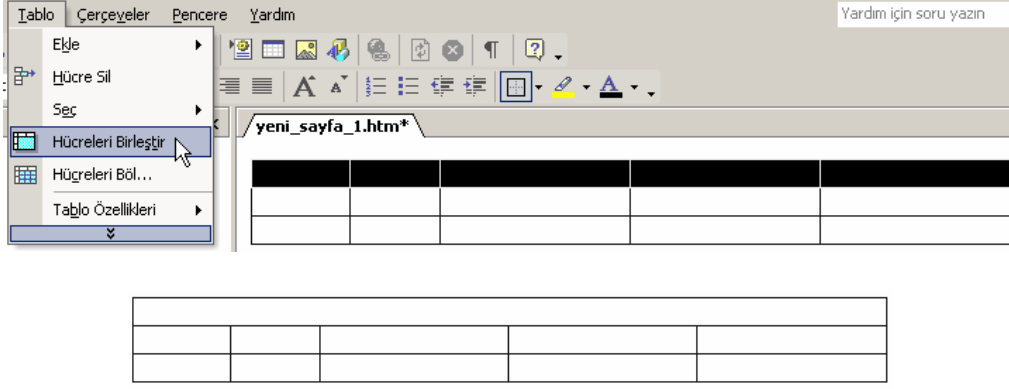 Tablo Çerçeveler Pencere Yardım Yardım için soru yazın
Ekle
Hücre Sil
Seç
Hücreleri Birleştir
Hücreleri Böl...
Tablo Özellikleri
yeni_sayfa_1.htm*